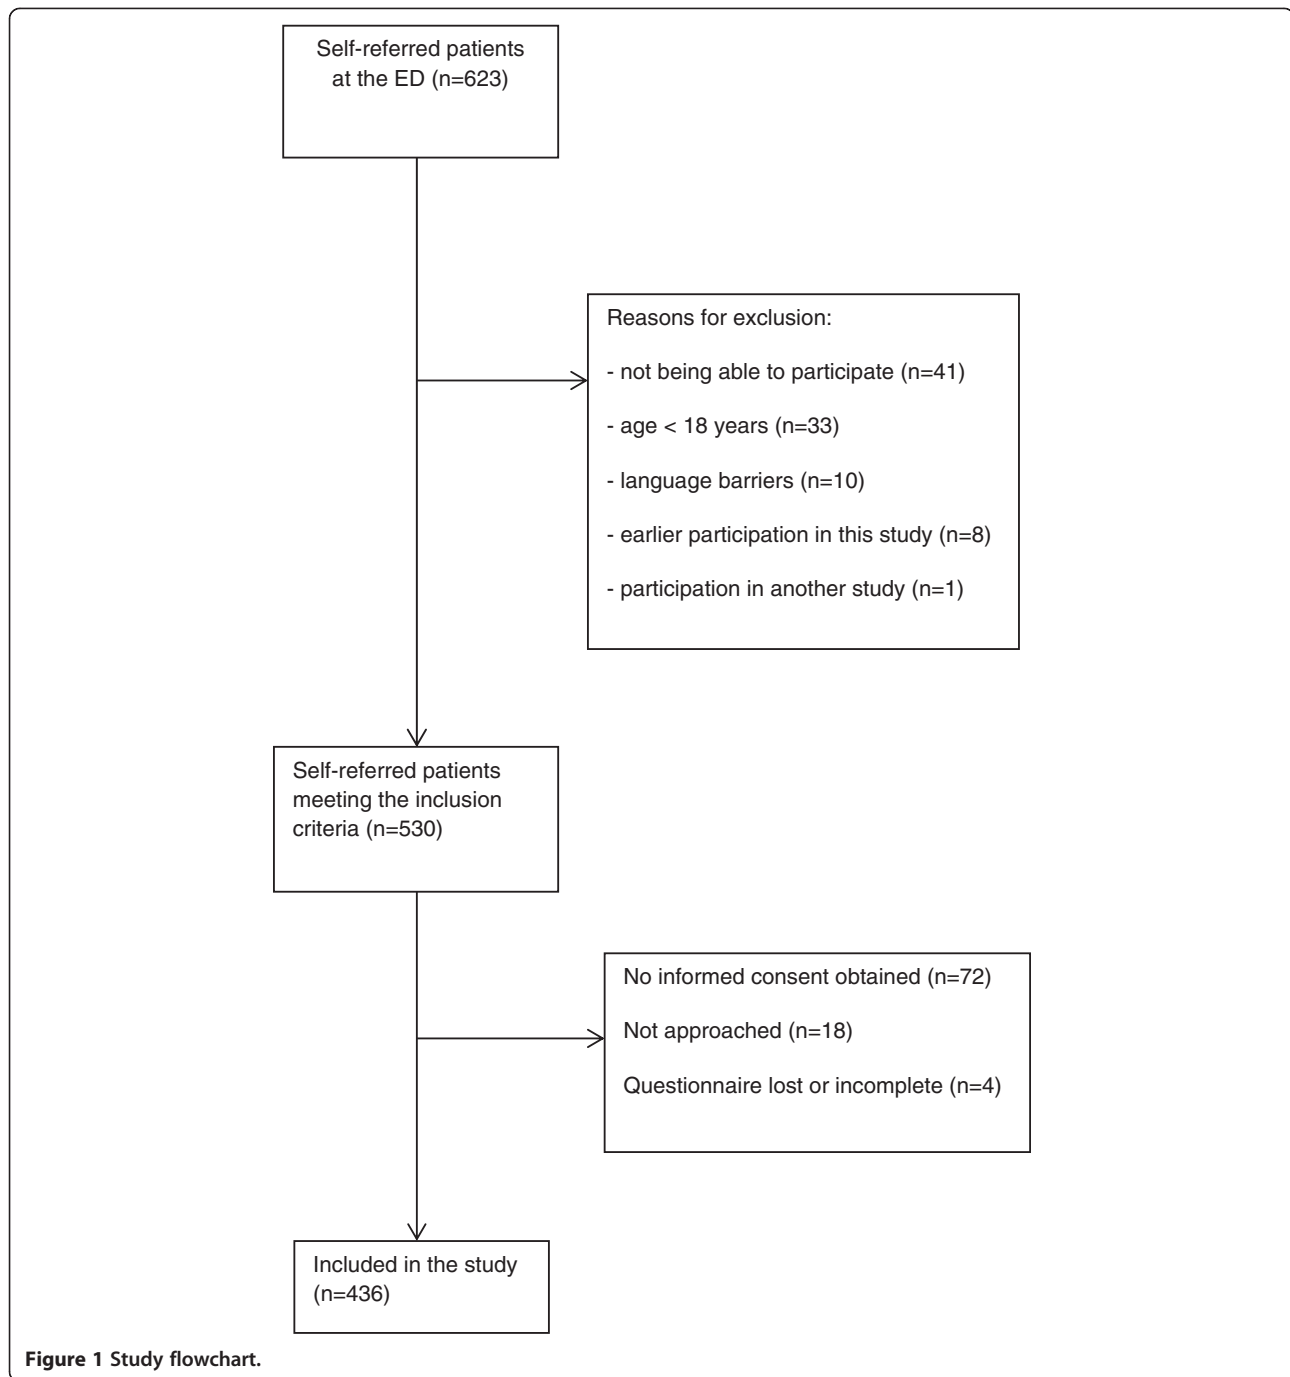 Self-referred patients
at the ED (n=623)
Reasons for exclusion:
- not being able to participate (n=41)
- age < 18 years (n=33)
- language barriers (n=10)
- earlier participation in this study (n=8)
- participation in another study (n=1)
Self-referred patients
meeting the inclusion
criteria (n=530)
No informed consent obtained (n=72)
Not approached (n=18)
Questionnaire lost or incomplete (n=4)
Included in the study
(n=436)
Figure 1 Study flowchart.